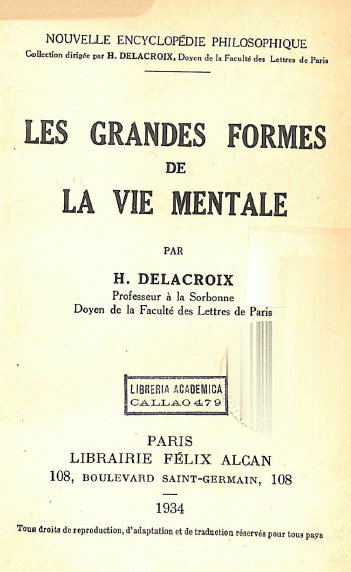 NOUVELLE ENCYCLOPÉDIE PHILOSOPHIQUE
Collection dirigée par H. DELACROIX, Doyen de la Faculté des Lettres de Paris
LES GRANDES FORMES
DE
LA VIE MENTALE
PAR
H. DELACROIX
Professeur à la Sorbonne
Doyen de la Faculté des Lettres de Paris
LIBRERIA ACADEMICA
CALLAO 479
PARIS
LIBRAIRIE FÉLIX ALCAN
108, BOULEVARD SAINT-GERMAIN, 108
1934
Tous droits de reproduction, d'adaptation et de traduction réservés pour tous pays